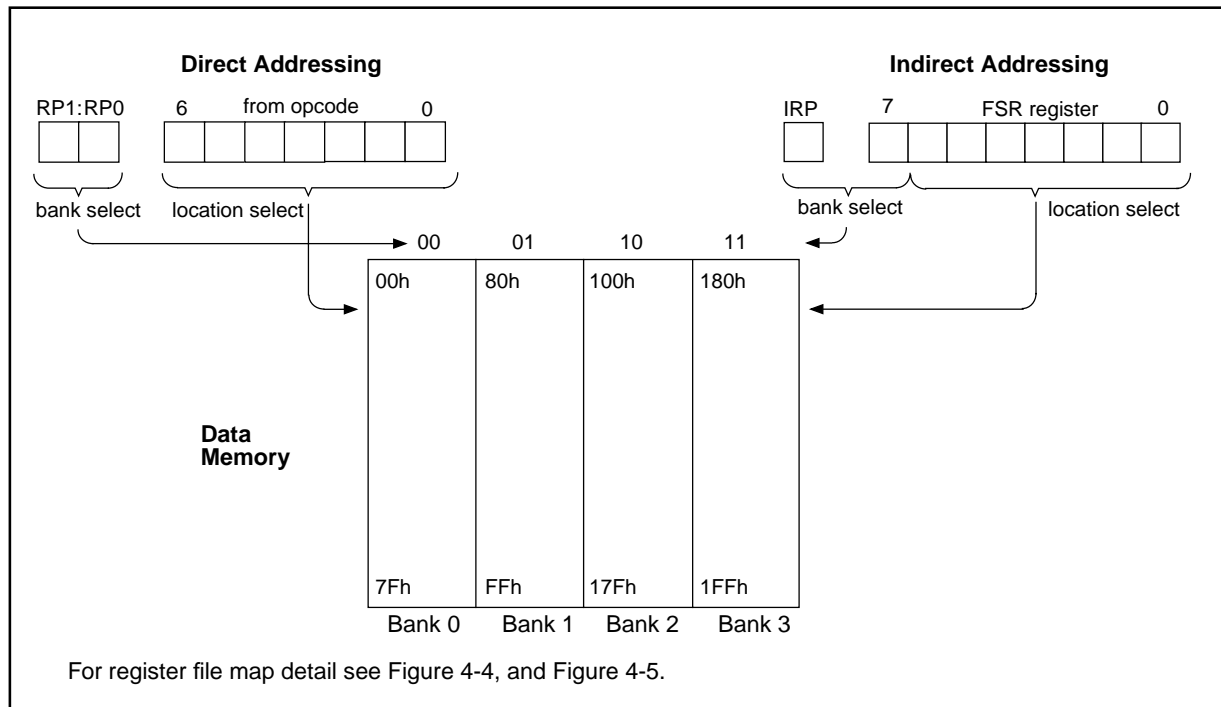 Direct Addressing
Indirect Addressing
RP1:RP0 6 from opcode 0
IRP 7 FSR register 0
bank select location select
bank select location select
00 01 10 11
00h 80h 100h 180h
Data
Memory
7Fh FFh 17Fh 1FFh
Bank 0 Bank 1 Bank 2 Bank 3
For register file map detail see Figure 4-4, and Figure 4-5.